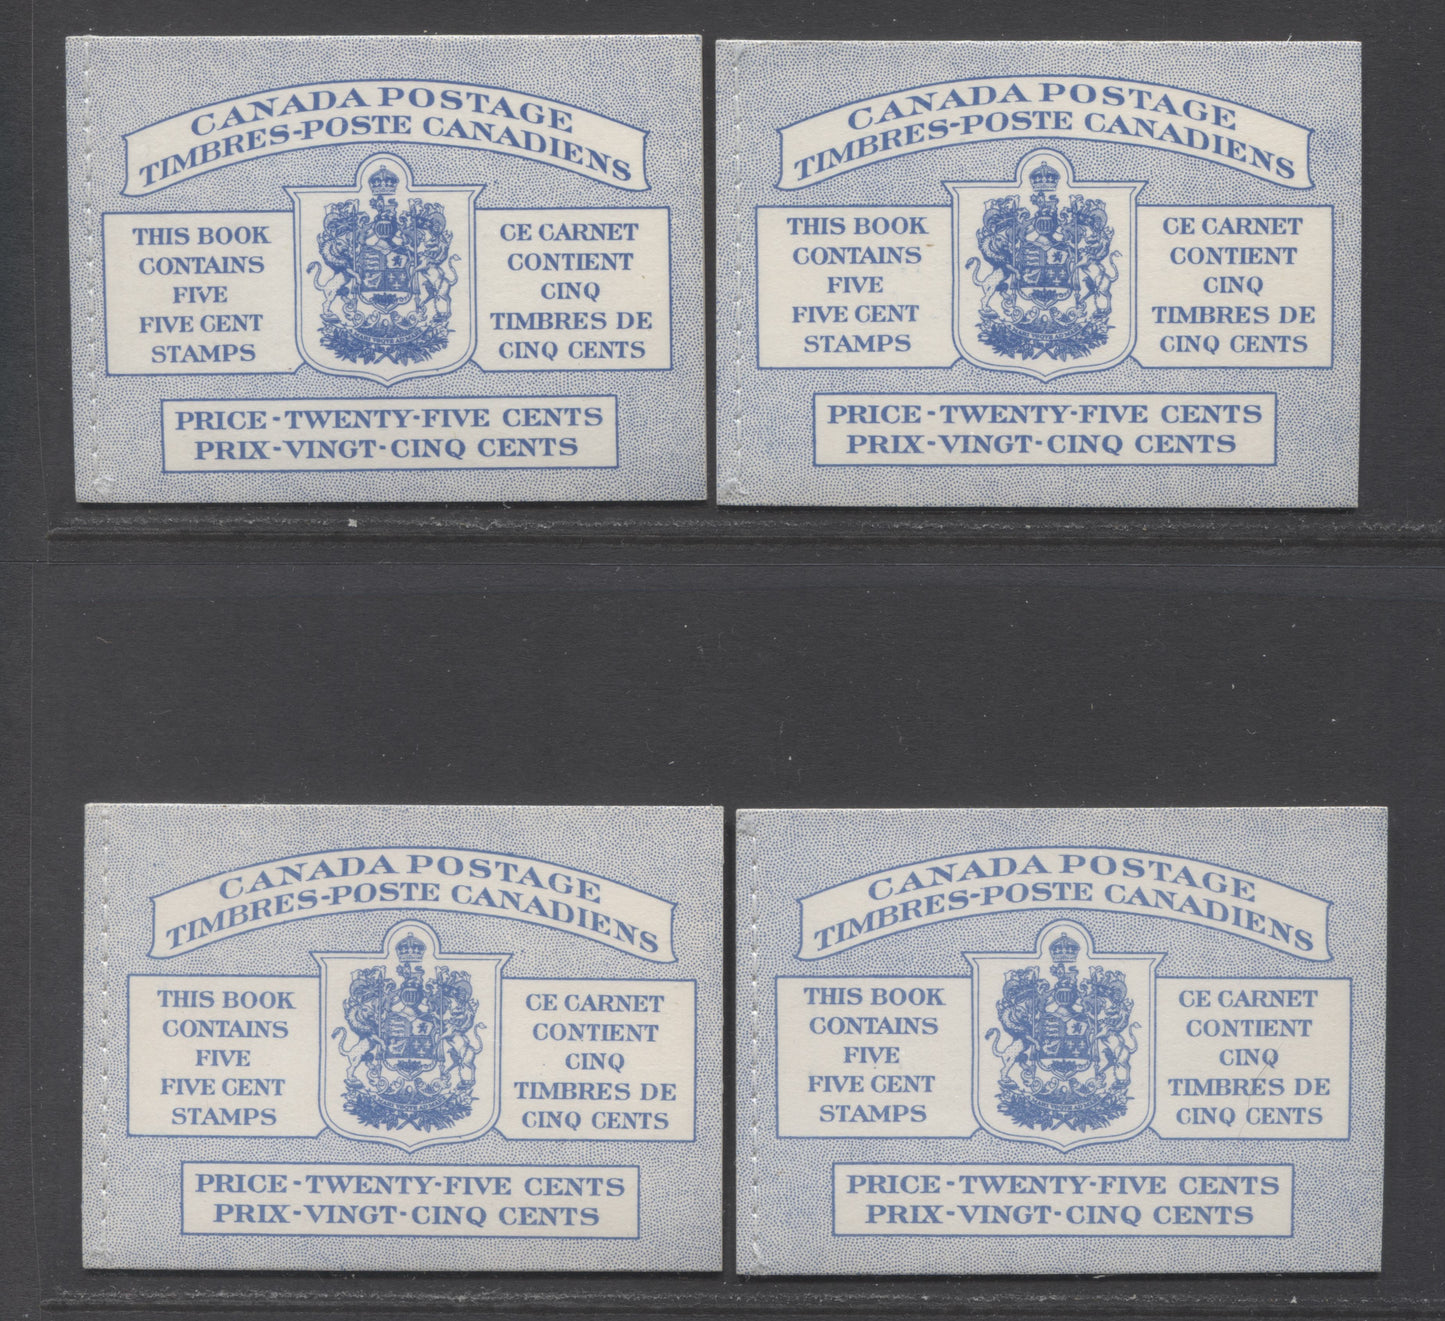 CANADA POSTAGE
TIMBRES-POSTE CANADIENS
THIS BOOK
CONTAINS
FIVE
FIVE CENT
STAMPS
CE CARNET
CONTIENT
CINQ
TIMBRES DE
CINQ CENTS
PRICE - TWENTY-FIVE CENTS
PRIX - VINGT - CINQ CENTS
CANADA POSTAGE
TIMBRES-POSTE CANADIENS
THIS BOOK
CONTAINS
FIVE
FIVE CENT
STAMPS
CE CARNET
CONTIENT
CINQ
TIMBRES DE
CINQ CENTS
PRICE - TWENTY-FIVE CENTS
PRIX - VINGT - CINQ CENTS
CANADA POSTAGE
TIMBRES-POSTE CANADIENS
THIS BOOK
CONTAINS
FIVE
FIVE CENT
STAMPS
CE CARNET
CONTIENT
CINQ
TIMBRES DE
CINQ CENTS
PRICE - TWENTY-FIVE CENTS
PRIX - VINGT - CINQ CENTS
CANADA POSTAGE
TIMBRES-POSTE CANADIENS
THIS BOOK
CONTAINS
FIVE
FIVE CENT
STAMPS
CE CARNET
CONTIENT
CINQ
TIMBRES DE
CINQ CENTS
PRICE - TWENTY-FIVE CENTS
PRIX - VINGT - CINQ CENTS